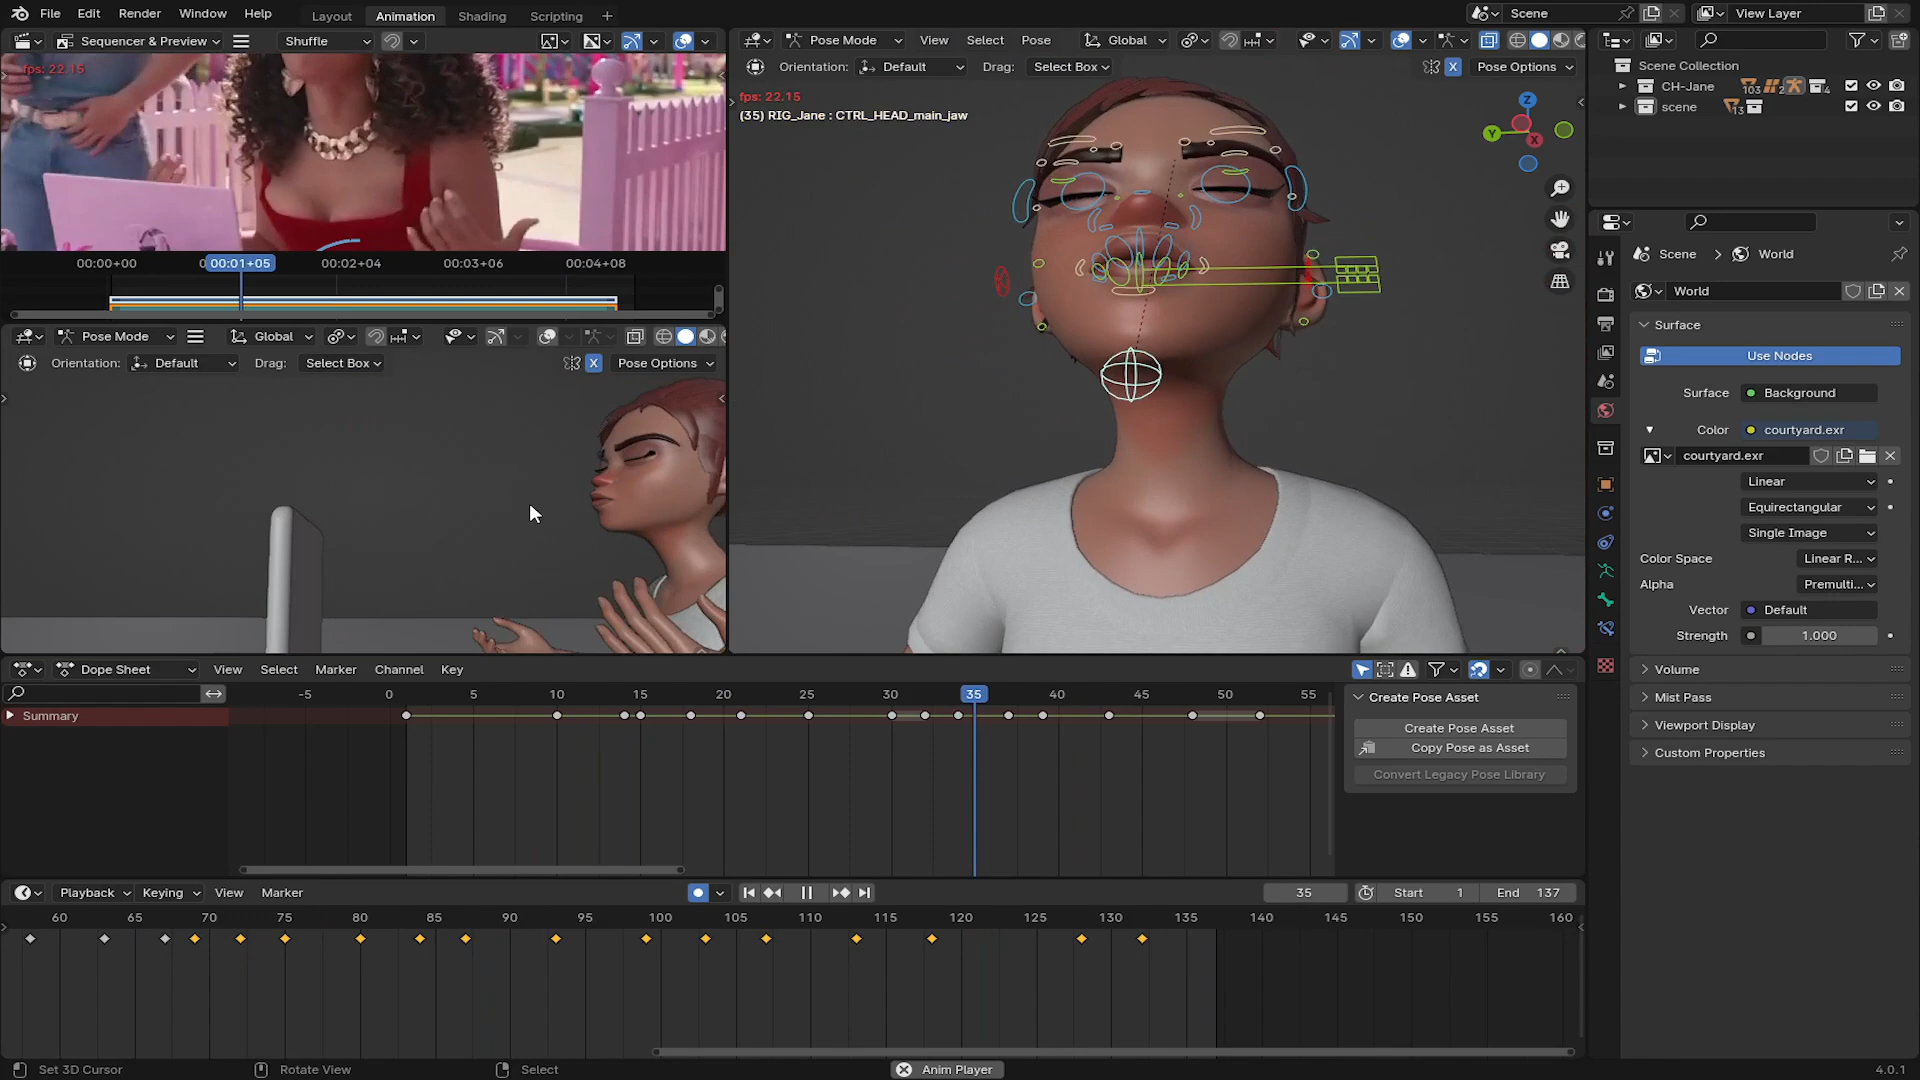 File Edit Render Window Help Layout Animation Shading Scripting + Scene View Layer
Sequencer & Preview Shuffle
fps: 22.15
00:00+00 00:01+05 00:02+04 00:03+06 00:04+08
Pose Mode Global
Orientation: Default Drag: Select Box X Pose Options
Pose Mode View Select Pose Global
Orientation: Default Drag: Select Box X Pose Options
fps: 22.15
(35) RIG_Jane : CTRL_HEAD_main_jaw
Z
Y
X
Scene Collection
CH-Jane 103 2 4
scene 13
Scene > World
World
Surface
Use Nodes
Surface Background
Color courtyard.exr
courtyard.exr
Linear
Equirectangular
Single Image
Color Space Linear R...
Alpha Premulti...
Vector Default
Strength 1.000
Volume
Mist Pass
Viewport Display
Custom Properties
Dope Sheet View Select Marker Channel Key
-5 0 5 10 15 20 25 30 35 40 45 50 55
Summary
Create Pose Asset
Create Pose Asset
Copy Pose as Asset
Convert Legacy Pose Library
Playback Keying View Marker 35 Start 1 End 137
60 65 70 75 80 85 90 95 100 105 110 115 120 125 130 135 140 145 150 155 160
Set 3D Cursor Rotate View Select Anim Player 4.0.1